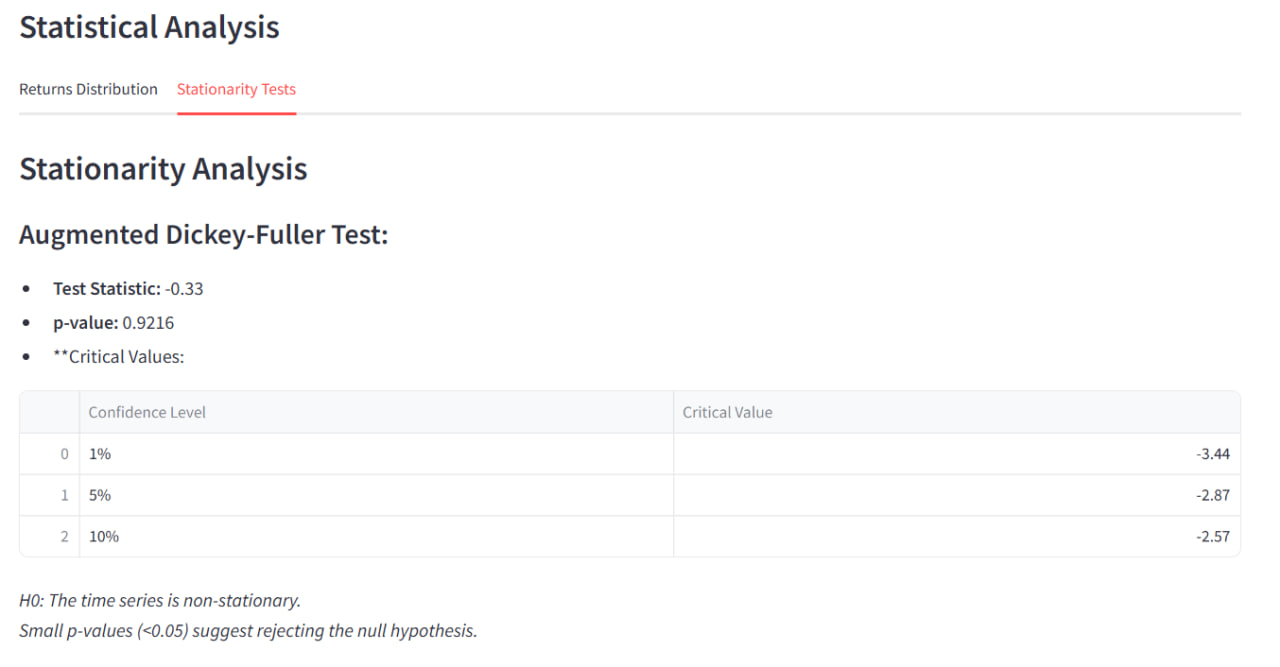 Statistical Analysis
Returns Distribution Stationarity Tests
Stationarity Analysis
Augmented Dickey-Fuller Test:
• Test Statistic: -0.33
• p-value: 0.9216
• **Critical Values:
Confidence Level Critical Value
0 1% -3.44
1 5% -2.87
2 10% -2.57
H0: The time series is non-stationary.
Small p-values (<0.05) suggest rejecting the null hypothesis.